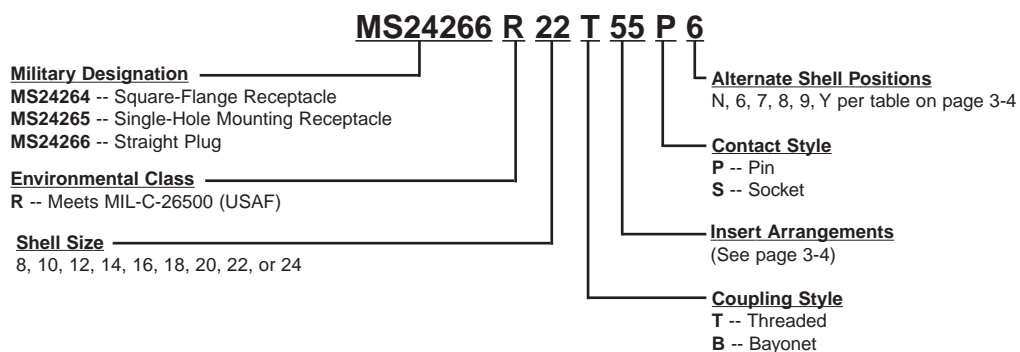 MS24266 R 22 T 55 P 6
Military Designation
MS24264 -- Square-Flange Receptacle
MS24265 -- Single-Hole Mounting Receptacle
MS24266 -- Straight Plug
Environmental Class
R -- Meets MIL-C-26500 (USAF)
Shell Size
8, 10, 12, 14, 16, 18, 20, 22, or 24
Alternate Shell Positions
N, 6, 7, 8, 9, Y per table on page 3-4
Contact Style
P -- Pin
S -- Socket
Insert Arrangements
(See page 3-4)
Coupling Style
T -- Threaded
B -- Bayonet